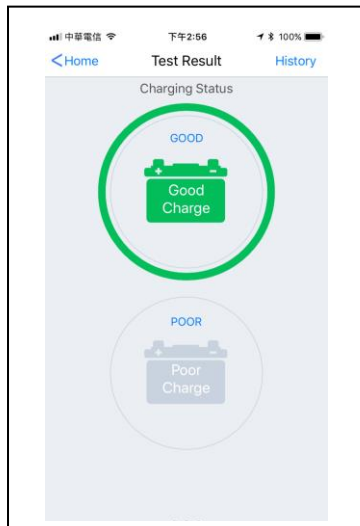 中華電信 下午2:56 100%
<Home Test Result History
Charging Status
GOOD
+ -
Good
Charge
POOR
+ -
Poor
Charge